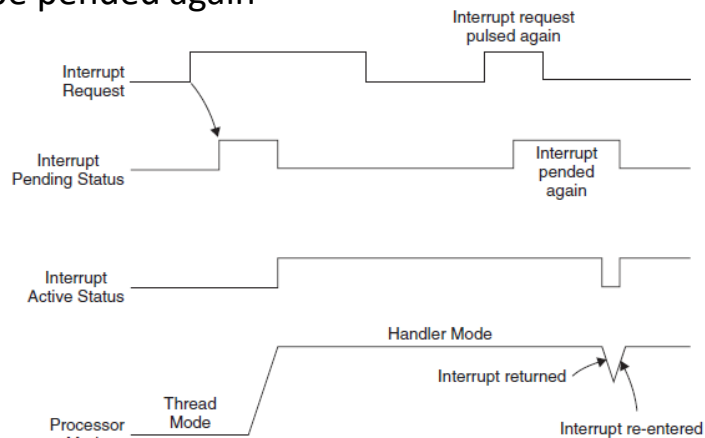 be pended again
Interrupt request
pulsed again
Interrupt
Request
Interrupt
Pending Status
Interrupt
pended
again
Interrupt
Active Status
Handler Mode
Interrupt returned
Thread
Mode
Processor
Interrupt re-entered